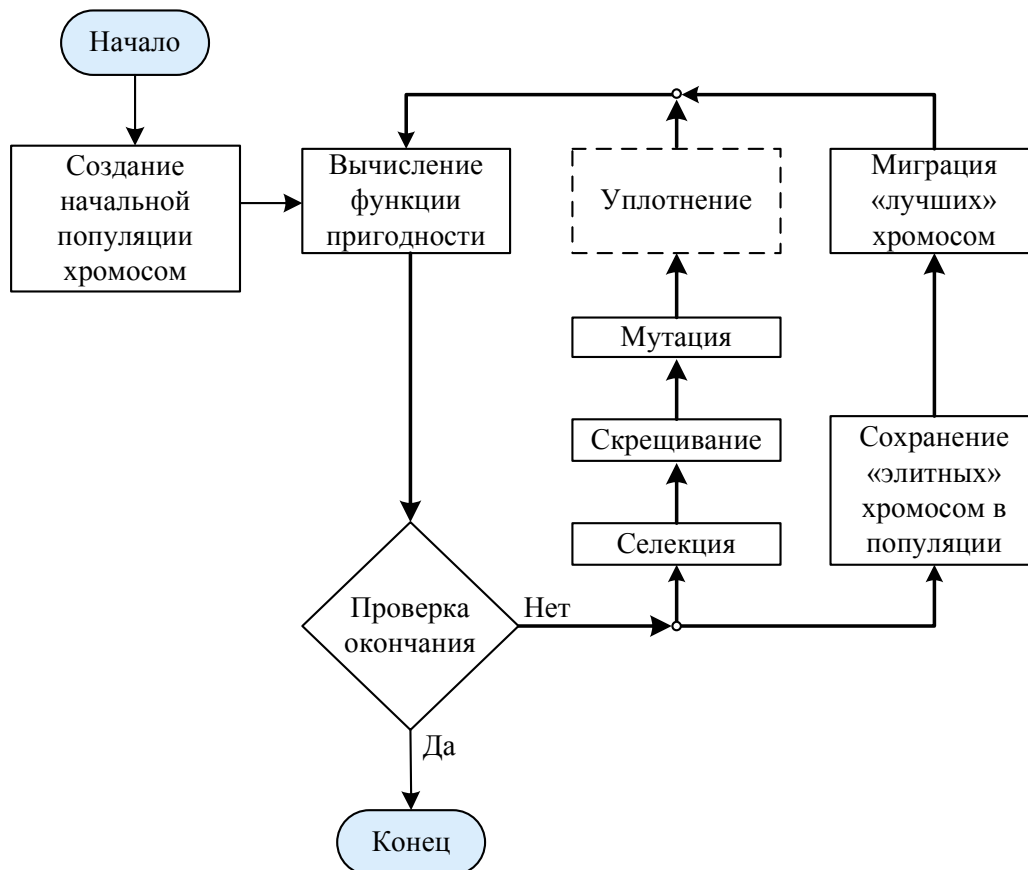 Начало
Создание
начальной
популяции
хромосом
Вычисление
функции
пригодности
Уплотнение
Миграция
«лучших»
хромосом
Мутация
Скрещивание
Селекция
Сохранение
«элитных»
хромосом в
популяции
Проверка
окончания
Нет
Да
Конец